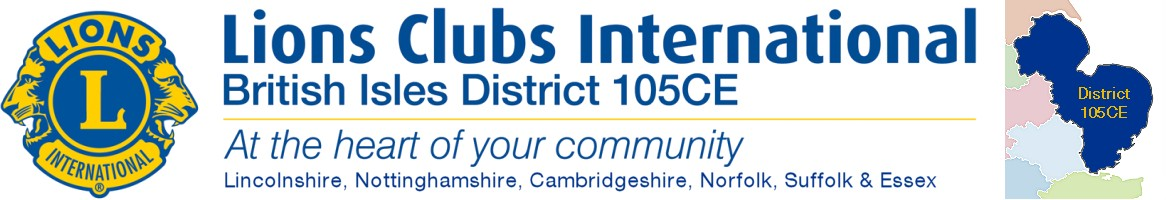 LIONS
L
INTERNATIONAL
®
Lions Clubs International
British Isles District 105CE
At the heart of your community
Lincolnshire, Nottinghamshire, Cambridgeshire, Norfolk, Suffolk & Essex
District
105CE